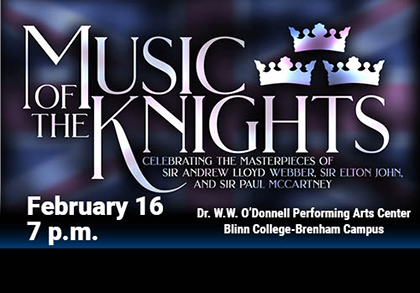 MUSIC
OF
THE KNIGHTS
CELEBRATING THE MASTERPIECES OF
SIR ANDREW LLOYD WEBBER, SIR ELTON JOHN,
AND SIR PAUL MCCARTNEY
February 16
7 p.m.
Dr. W.W. O'Donnell Performing Arts Center
Blinn College-Brenham Campus